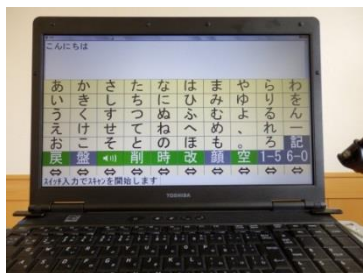 こんにちは
あ か さ た な は ま や ら わ
い き し ち に ひ み ゆ り を
う く す つ ぬ ふ む よ る ん
え け せ て ね へ め 、 れ ー
お こ そ と の ほ も 。 ろ 記
戻 盤 削 時 改 顔 空 1-5 6-0
⇔ ⇔ ⇔ ⇔ ⇔ ⇔ ⇔ ⇔ ⇔ ⇔
スイッチ入力でスキャンを開始します
TOSHIBA